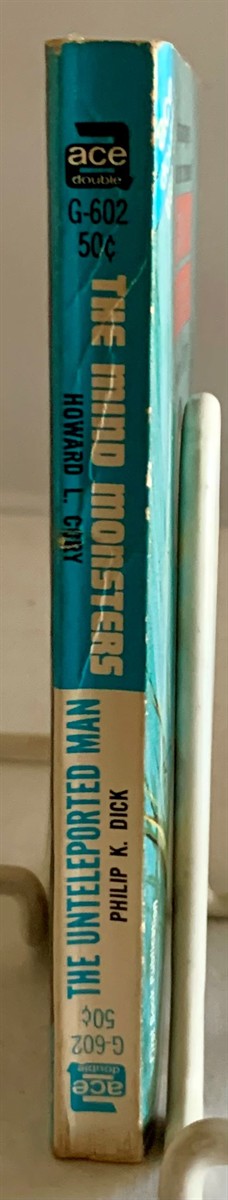 ace
double
G-602
50¢
THE MIND MONSTERS
HOWARD L. CORY
THE UNTELEPORTED MAN
PHILIP K. DICK
G-602
50¢
ace
double